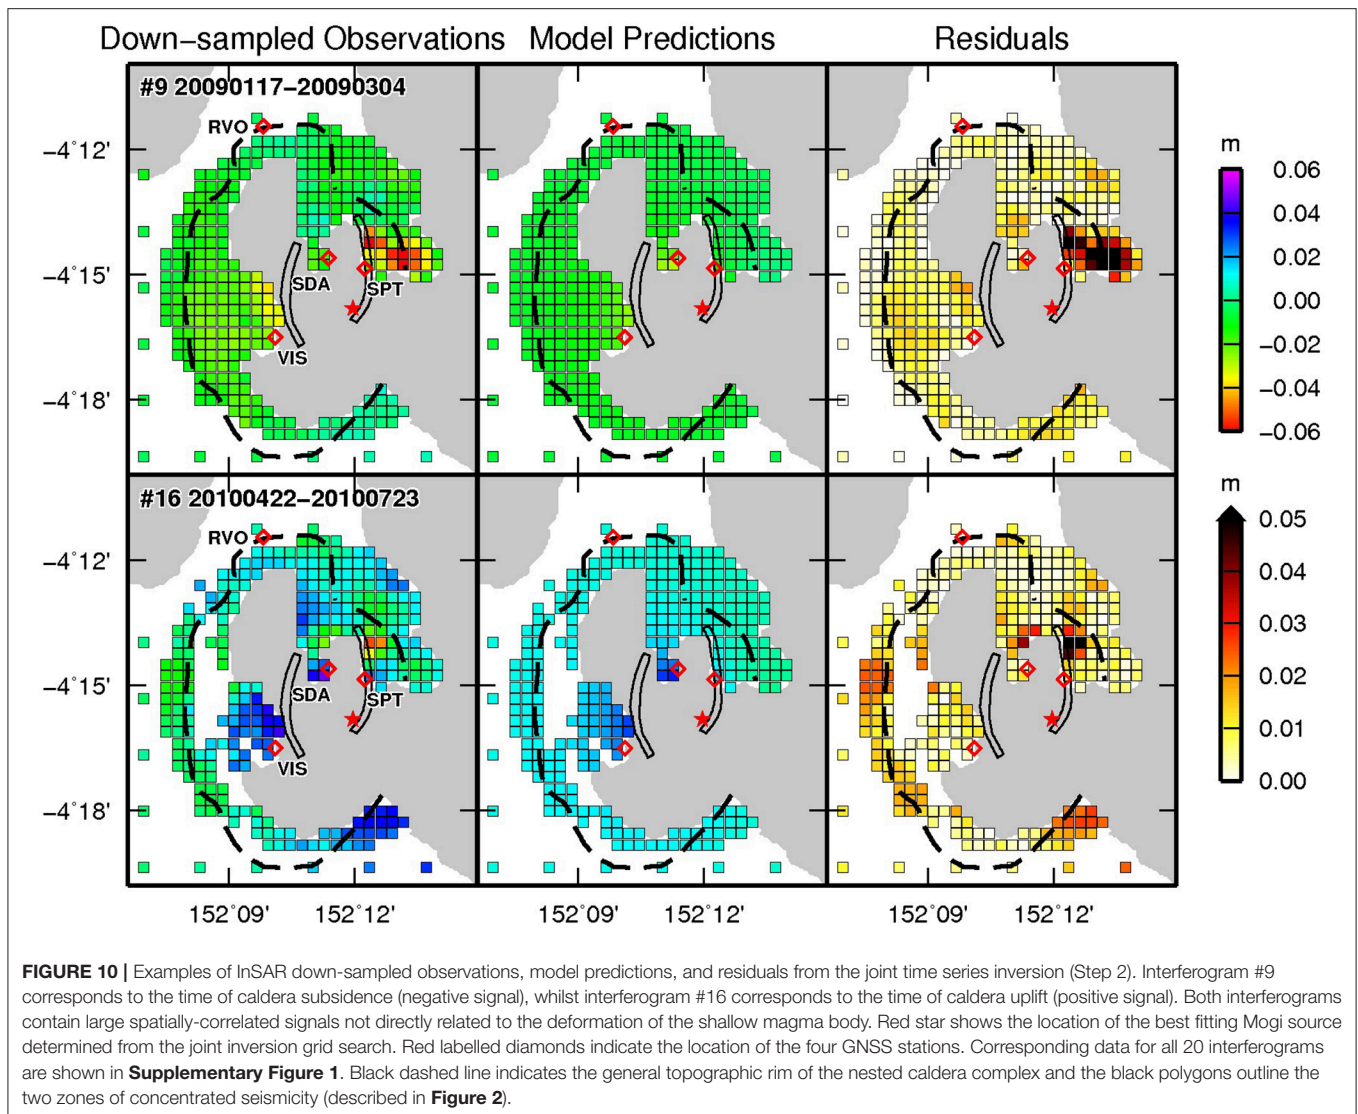 Down-sampled Observations Model Predictions Residuals
#9 20090117-20090304
RVO
SDA
SPT
VIS
-4°12'
-4°15'
-4°18'
m
0.06
0.04
0.02
0.00
-0.02
-0.04
-0.06
#16 20100422-20100723
RVO
SDA
SPT
VIS
-4°12'
-4°15'
-4°18'
m
0.05
0.04
0.03
0.02
0.01
0.00
152°09' 152°12' 152°09' 152°12' 152°09' 152°12'
FIGURE 10 | Examples of InSAR down-sampled observations, model predictions, and residuals from the joint time series inversion (Step 2). Interferogram #9
corresponds to the time of caldera subsidence (negative signal), whilst interferogram #16 corresponds to the time of caldera uplift (positive signal). Both interferograms
contain large spatially-correlated signals not directly related to the deformation of the shallow magma body. Red star shows the location of the best fitting Mogi source
determined from the joint inversion grid search. Red labelled diamonds indicate the location of the four GNSS stations. Corresponding data for all 20 interferograms
are shown in Supplementary Figure 1. Black dashed line indicates the general topographic rim of the nested caldera complex and the black polygons outline the
two zones of concentrated seismicity (described in Figure 2).